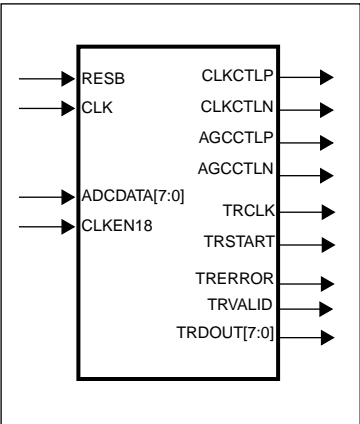 RESB
CLK
ADCDATA[7:0]
CLKEN18
CLKCTLP
CLKCTLN
AGCCTLP
AGCCTLN
TRCLK
TRSTART
TRERROR
TRVALID
TRDOUT[7:0]